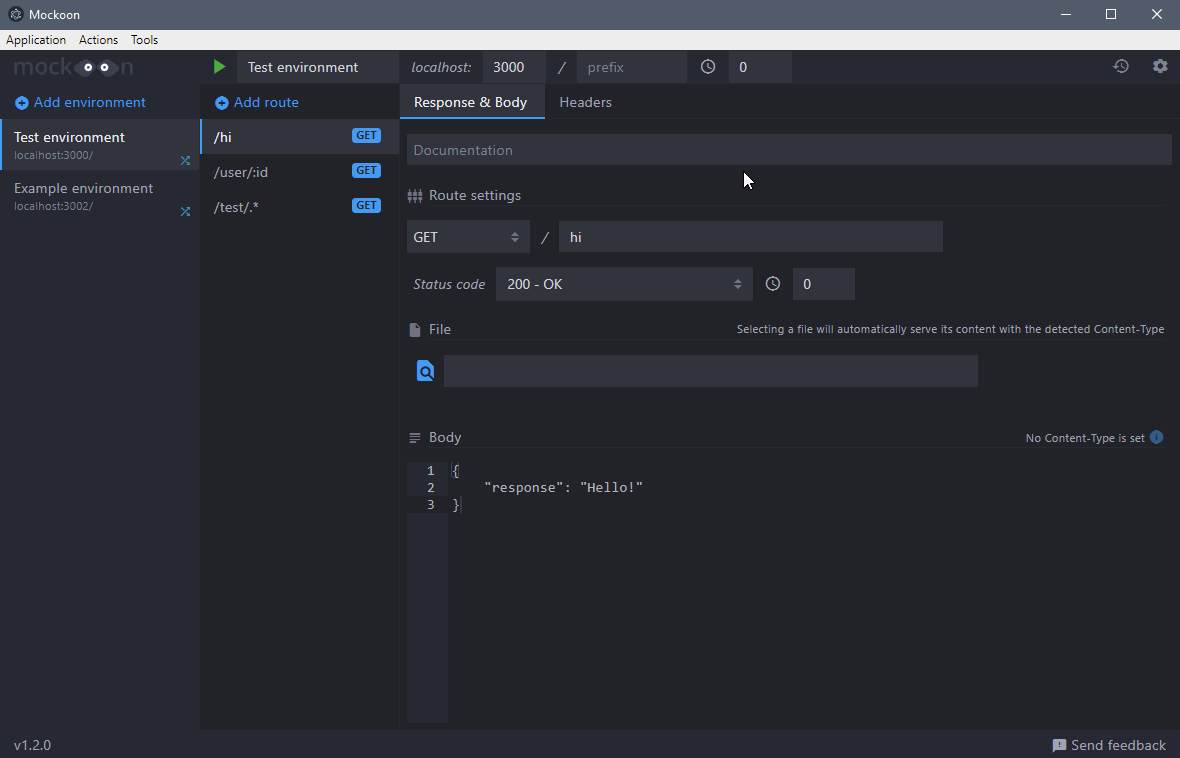 Mockoon
Application Actions Tools
mockoon
Test environment localhost: 3000 / prefix 0
Add environment
Add route
Response & Body Headers
Test environment
localhost:3000/
Example environment
localhost:3002/
/hi GET
/user/:id GET
/test/.* GET
Documentation
Route settings
GET / hi
Status code 200 - OK 0
File Selecting a file will automatically serve its content with the detected Content-Type
Body No Content-Type is set
1 {
2 "response": "Hello!"
3 }
v1.2.0 Send feedback